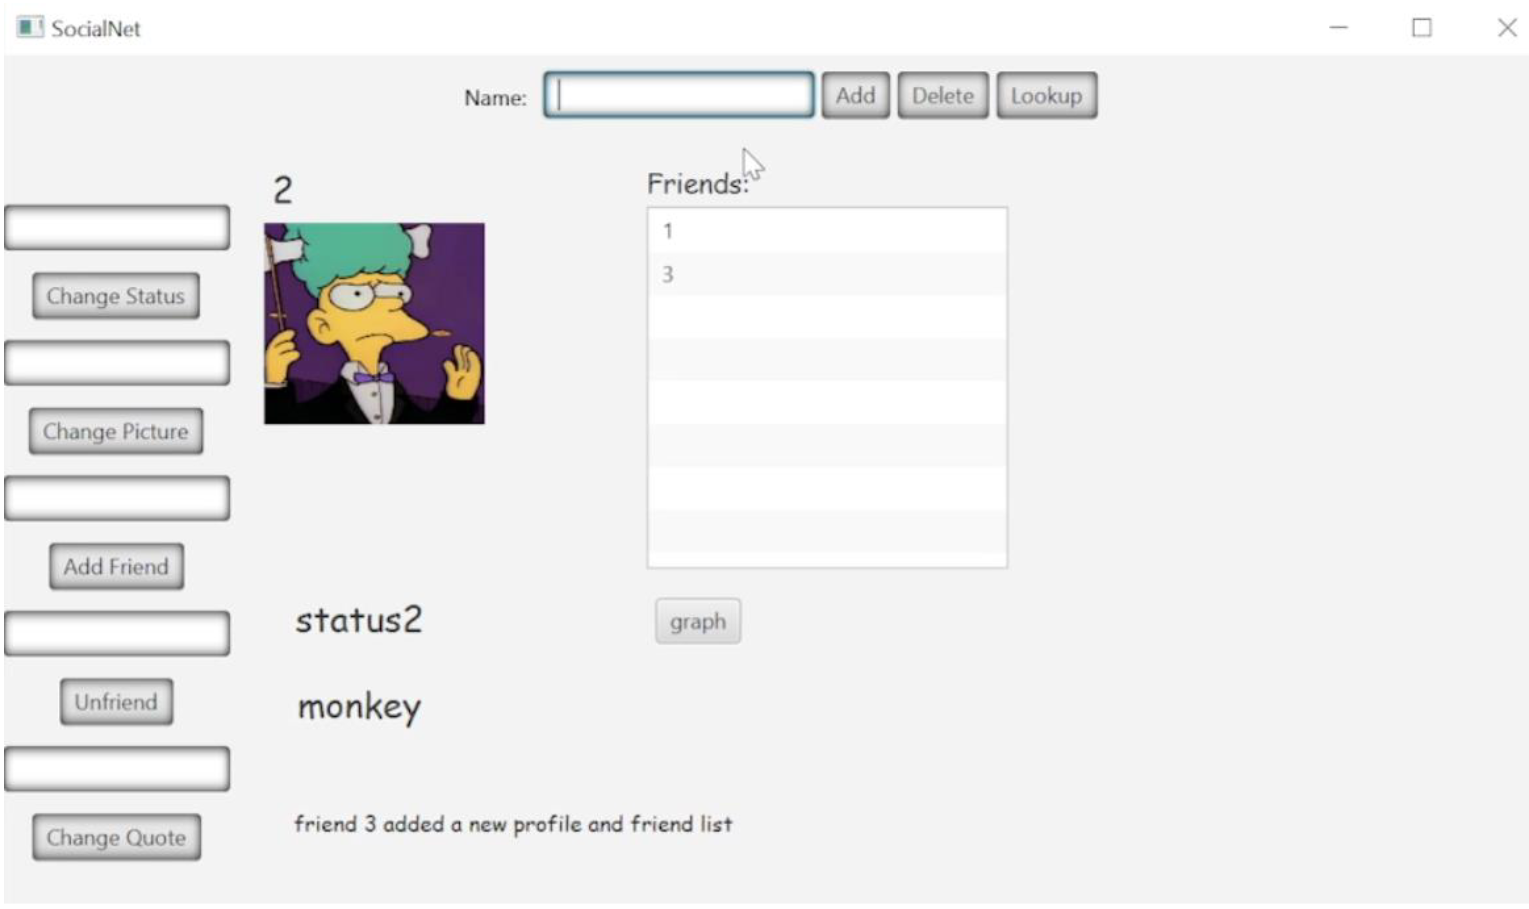 SocialNet
Name: Add Delete Lookup
2
Friends:
1
3
Change Status
Change Picture
Add Friend
status2
graph
Unfriend
monkey
Change Quote
friend 3 added a new profile and friend list